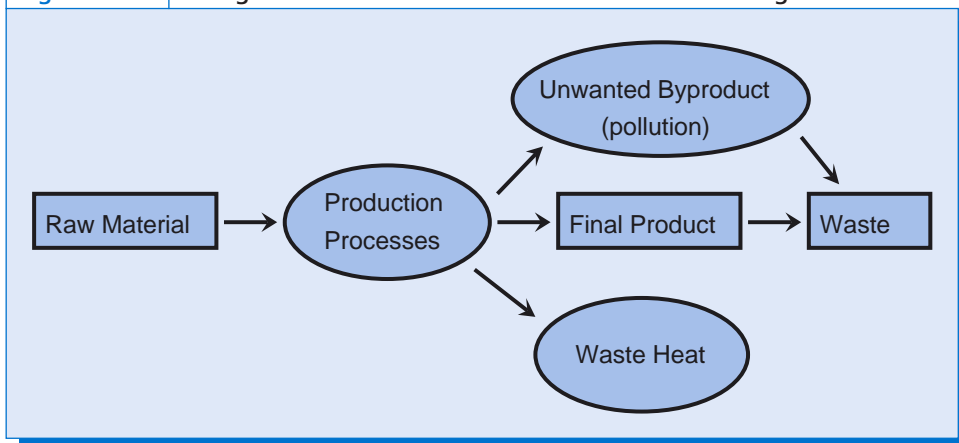 Unwanted Byproduct
(pollution)
Raw Material
Production
Processes
Final Product
Waste
Waste Heat